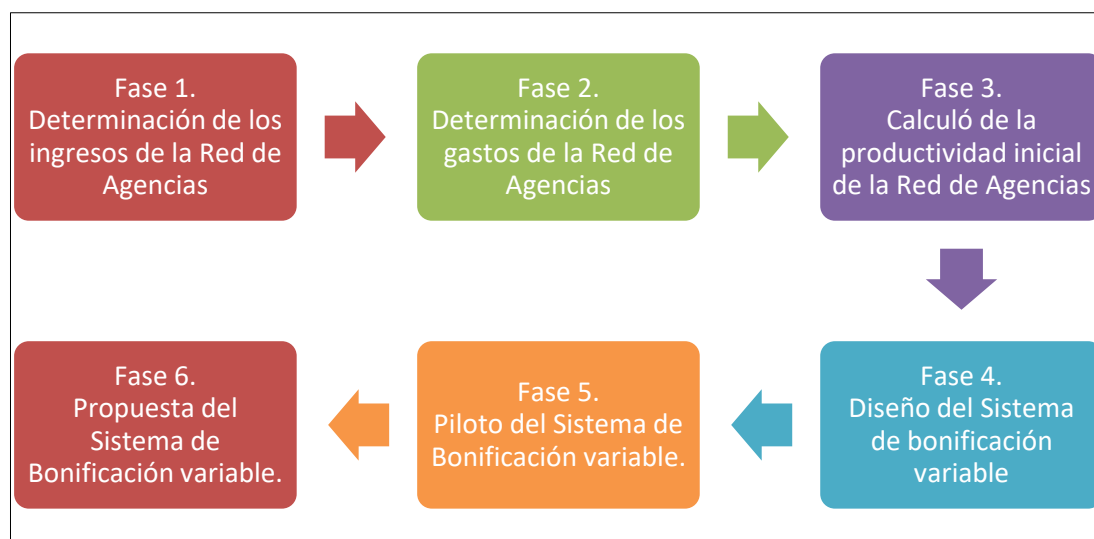 Fase 1.
Determinación de los
ingresos de la Red de
Agencias
Fase 2.
Determinación de los
gastos de la Red de
Agencias
Fase 3.
Calculó de la
productividad inicial
de la Red de Agencias
Fase 4.
Diseño del Sistema
de bonificación
variable
Fase 5.
Piloto del Sistema de
Bonificación variable.
Fase 6.
Propuesta del
Sistema de
Bonificación variable.